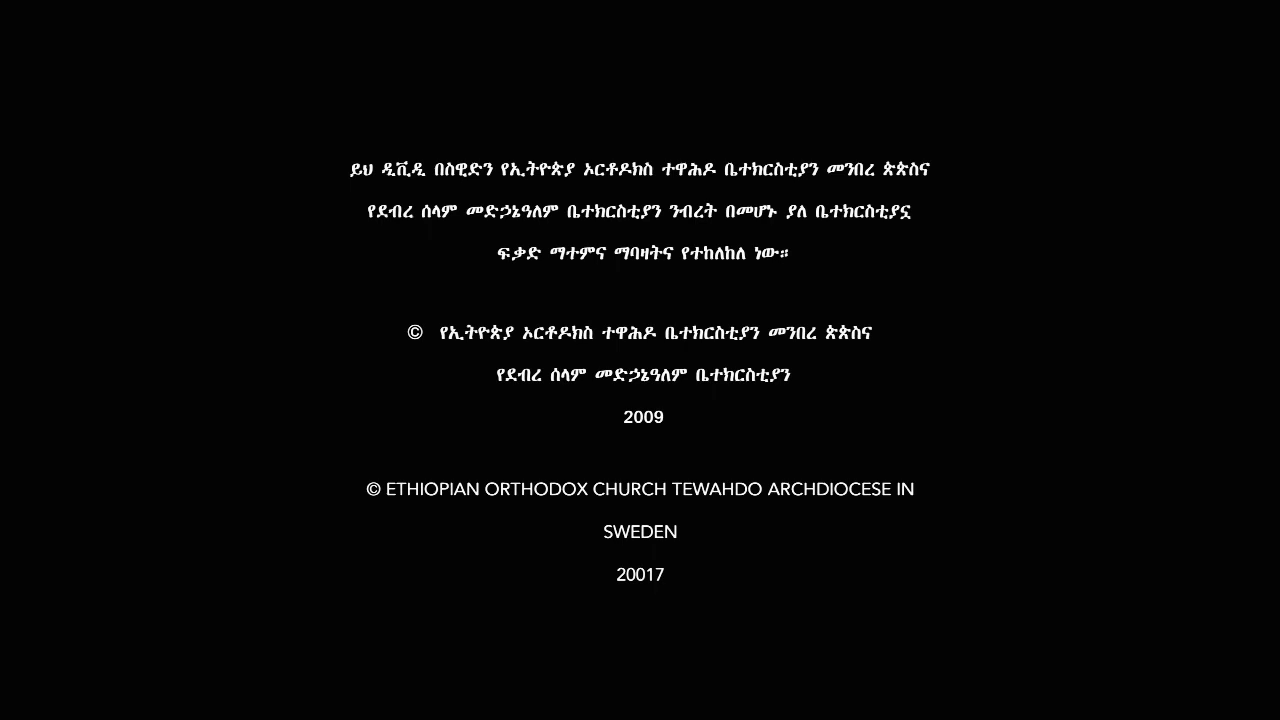 ይህ ዲቪዲ በስዊድን የኢትዮጵያ ኦርቶዶክስ ተዋሕዶ ቤተክርስቲያን መንበረ ጵጵስና
የደብረ ሰላም መድኃኔዓለም ቤተክርስቲያን ንብረት በመሆኑ ያለ ቤተክርስቲያኗ
ፍቃድ ማተምና ማባዛትና የተከለከለ ነው።
© የኢትዮጵያ ኦርቶዶክስ ተዋሕዶ ቤተክርስቲያን መንበረ ጵጵስና
የደብረ ሰላም መድኃኔዓለም ቤተክርስቲያን
2009
© ETHIOPIAN ORTHODOX CHURCH TEWAHDO ARCHDIOCESE IN
SWEDEN
20017